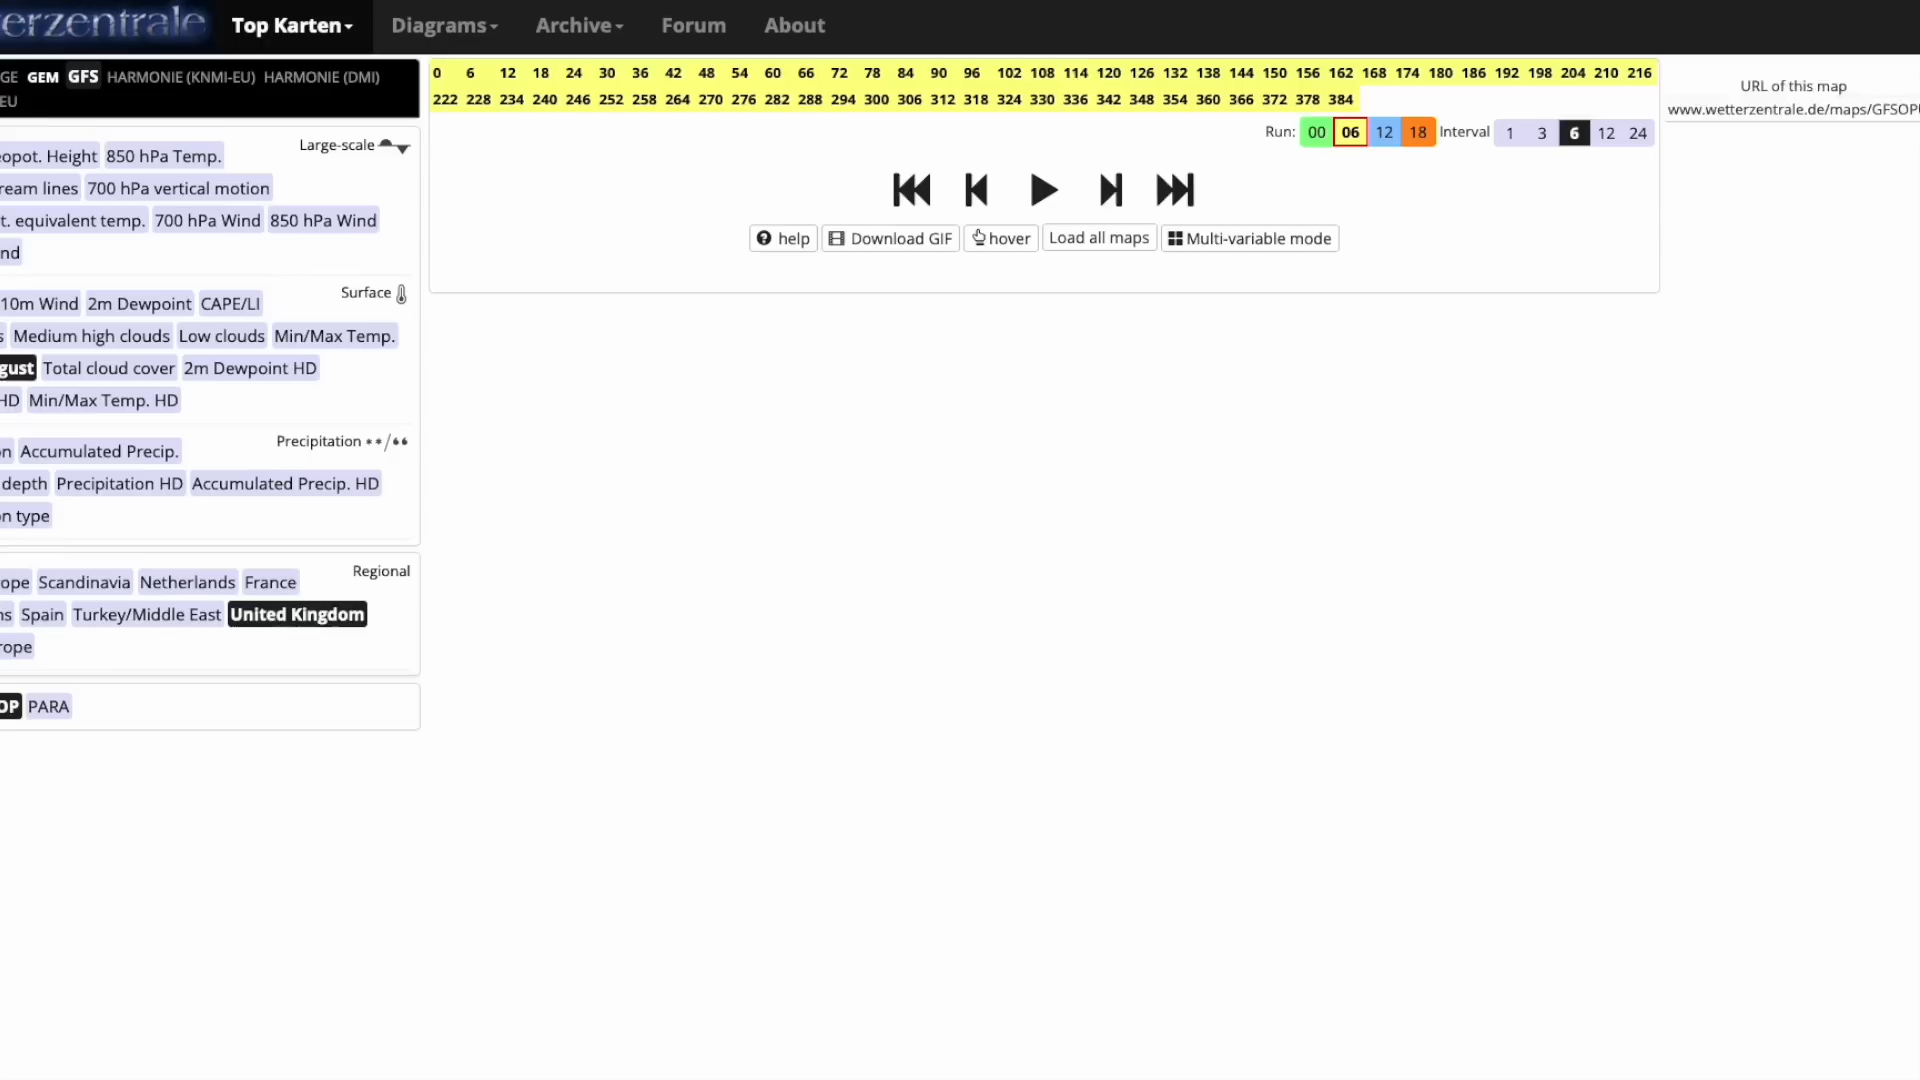 erzentrale Top Karten Diagrams Archive Forum About
GE GEM GFS HARMONIE (KNMI-EU) HARMONIE (DMI)
EU
Large-scale
eopot. Height 850 hPa Temp.
ream lines 700 hPa vertical motion
t. equivalent temp. 700 hPa Wind 850 hPa Wind
nd
Surface
10m Wind 2m Dewpoint CAPE/LI
s Medium high clouds Low clouds Min/Max Temp.
gust Total cloud cover 2m Dewpoint HD
HD Min/Max Temp. HD
Precipitation **/
on Accumulated Precip.
depth Precipitation HD Accumulated Precip. HD
on type
Regional
ope Scandinavia Netherlands France
ns Spain Turkey/Middle East United Kingdom
rope
OP PARA
0 6 12 18 24 30 36 42 48 54 60 66 72 78 84 90 96 102 108 114 120 126 132 138 144 150 156 162 168 174 180 186 192 198 204 210 216
222 228 234 240 246 252 258 264 270 276 282 288 294 300 306 312 318 324 330 336 342 348 354 360 366 372 378 384
Run: 00 06 12 18 Interval 1 3 6 12 24
help Download GIF hover Load all maps Multi-variable mode
URL of this map
www.wetterzentrale.de/maps/GFSOP